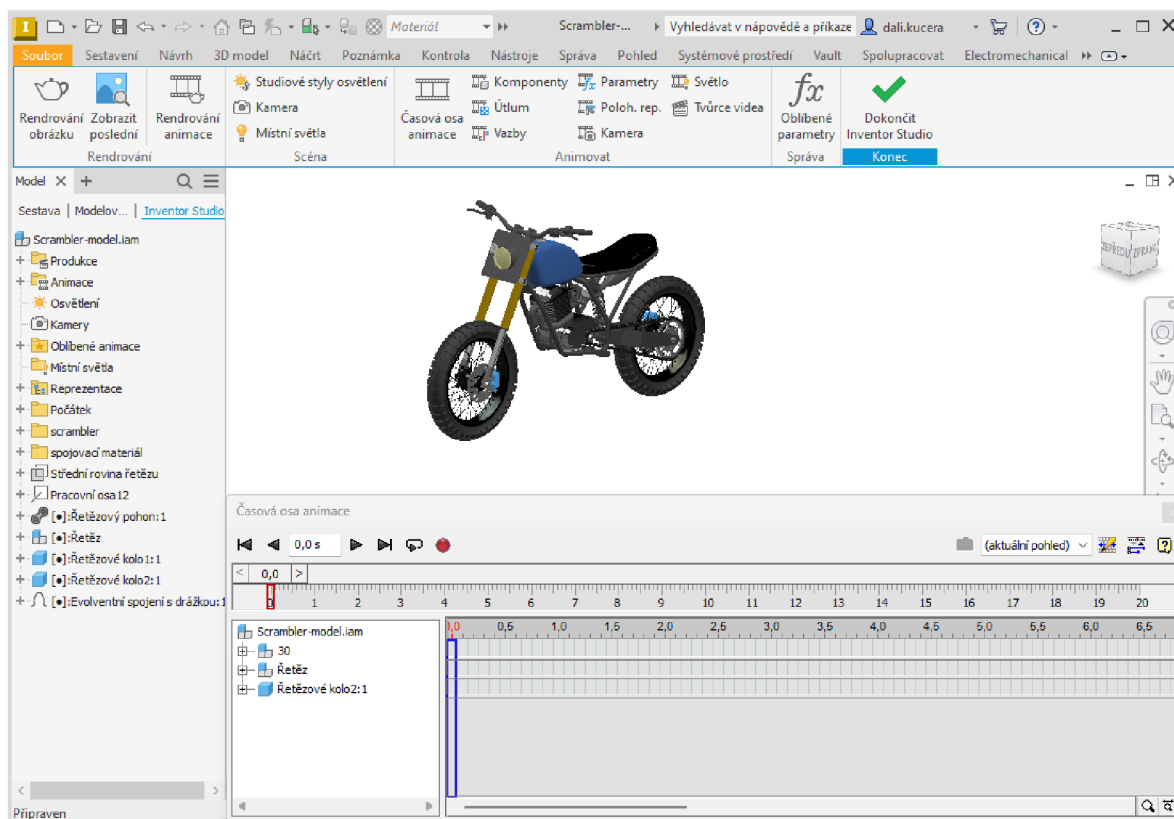 I Materiál Scrambler-... Vyhledávat v nápovědě a příkaze dali.kucera
Soubor Sestavení Návrh 3D model Náčrt Poznámka Kontrola Nástroje Správa Pohled Systémové prostředí Vault Spolupracovat Electromechanical
Rendrování obrázku
Zobrazit poslední
Rendrování animace
Rendrování
Studiové styly osvětlení
Kamera
Místní světla
Scéna
Časová osa animace
Komponenty
Útlum
Vazby
Parametry
Poloh. rep.
Kamera
Světlo
Tvůrce videa
Animovat
fx
Oblíbené parametry
Správa
Dokončit Inventor Studio
Konec
Model
Sestava | Modelov... | Inventor Studio
Scrambler-model.iam
Produkce
Animace
Osvětlení
Kamery
Oblíbené animace
Místní světla
Reprezentace
Počátek
scrambler
spojovací materiál
Střední rovina řetězu
Pracovní osa12
[•]:Řetězový pohon:1
[•]:Řetěz
[•]:Řetězové kolo1:1
[•]:Řetězové kolo2:1
[•]:Evolventní spojení s drážkou:1
Připraven
ZEPŘEDU ZPRAVA
Časová osa animace
0,0 s (aktuální pohled)
< 0,0 >
0 1 2 3 4 5 6 7 8 9 10 11 12 13 14 15 16 17 18 19 20
0,0 0,5 1,0 1,5 2,0 2,5 3,0 3,5 4,0 4,5 5,0 5,5 6,0 6,5
Scrambler-model.iam
30
Řetěz
Řetězové kolo2:1